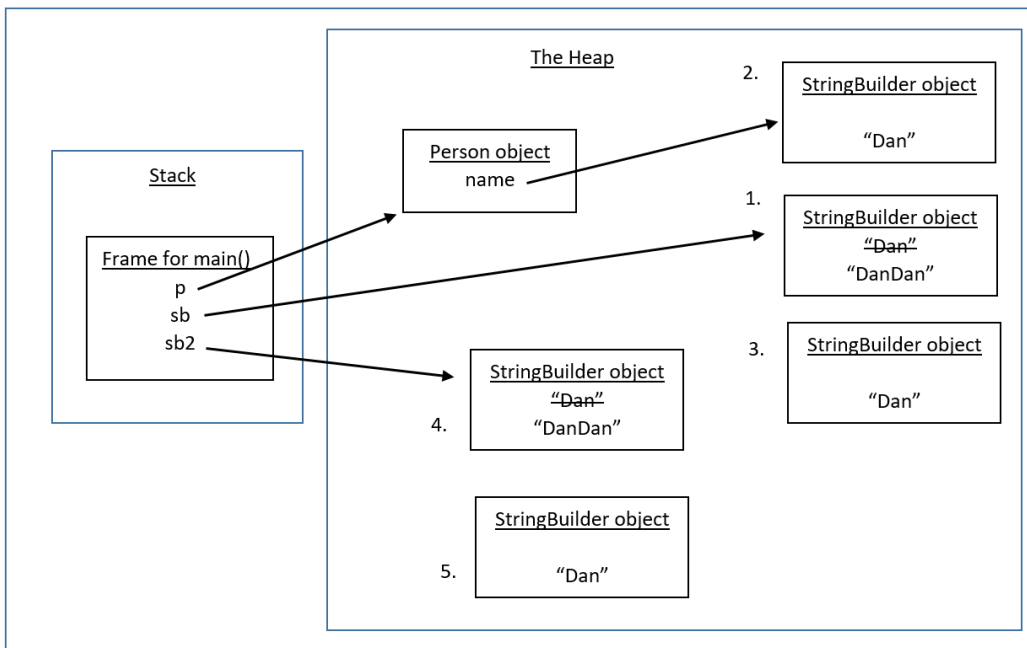 The Heap
2.
StringBuilder object
“Dan”
Person object
name
Stack
1.
StringBuilder object
“Dan”
“DanDan”
Frame for main()
p
sb
sb2
3.
StringBuilder object
“Dan”
StringBuilder object
“Dan”
4.
“DanDan”
StringBuilder object
5.
“Dan”